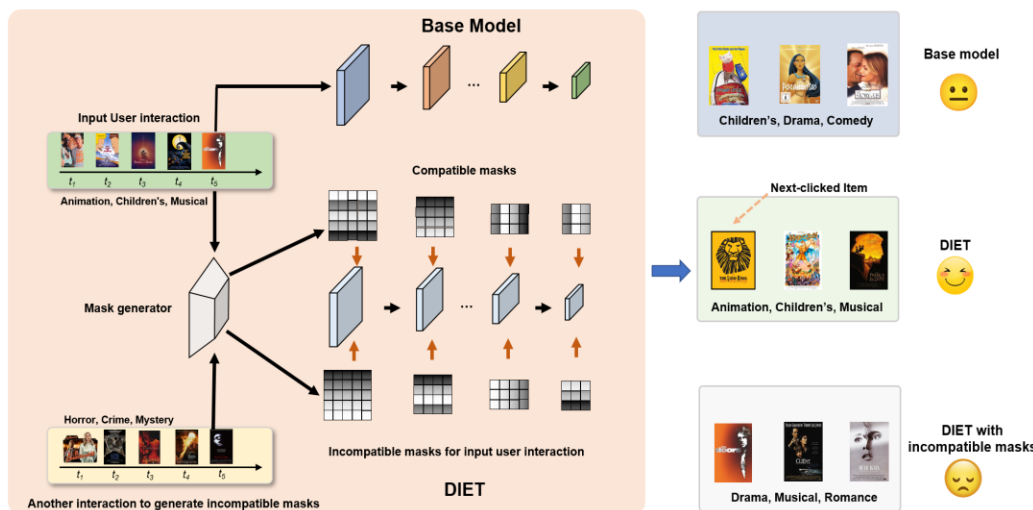 Base Model
Input User interaction
t1 t2 t3 t4 t5
Animation, Children's, Musical
...
Compatible masks
Mask generator
...
Horror, Crime, Mystery
t1 t2 t3 t4 t5
Another interaction to generate incompatible masks
Incompatible masks for input user interaction
DIET
Children's, Drama, Comedy
Base model
Next-clicked Item
THE LION KING
Animation, Children's, Musical
DIET
Drama, Musical, Romance
DIET with
incompatible masks